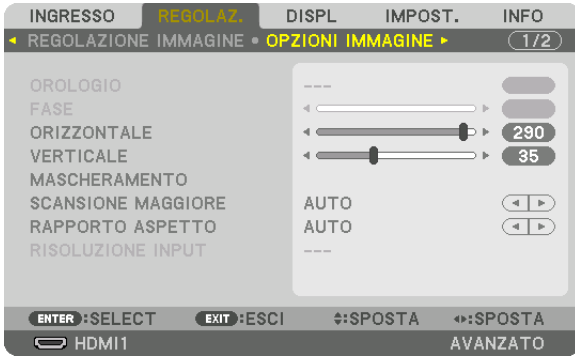 INGRESSO REGOLAZ. DISPL IMPOST. INFO
REGOLAZIONE IMMAGINE • OPZIONI IMMAGINE 1/2
OROLOGIO ---
FASE
ORIZZONTALE 290
VERTICALE 35
MASCHERAMENTO
SCANSIONE MAGGIORE AUTO
RAPPORTO ASPETTO AUTO
RISOLUZIONE INPUT ---
ENTER :SELECT EXIT :ESCI :SPOSTA :SPOSTA
HDMI1 AVANZATO